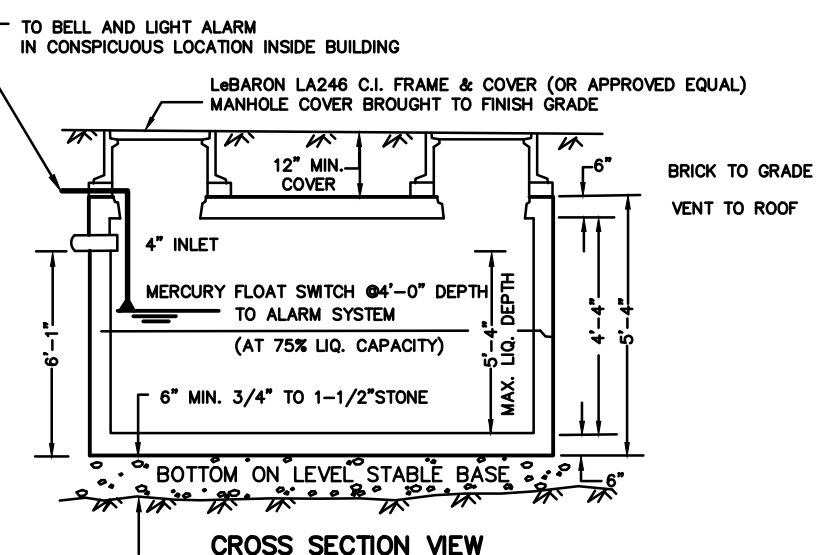 TO BELL AND LIGHT ALARM
IN CONSPICUOUS LOCATION INSIDE BUILDING
LeBARON LA246 C.I. FRAME & COVER (OR APPROVED EQUAL)
MANHOLE COVER BROUGHT TO FINISH GRADE
12" MIN.
COVER
6"
BRICK TO GRADE
VENT TO ROOF
4" INLET
MERCURY FLOAT SWITCH @4'-0" DEPTH
TO ALARM SYSTEM
(AT 75% LIQ. CAPACITY)
6'-1"
5'-4"
MAX. LIQ. DEPTH
4'-4"
5'-4"
6" MIN. 3/4" TO 1-1/2"STONE
BOTTOM ON LEVEL STABLE BASE
6"
CROSS SECTION VIEW